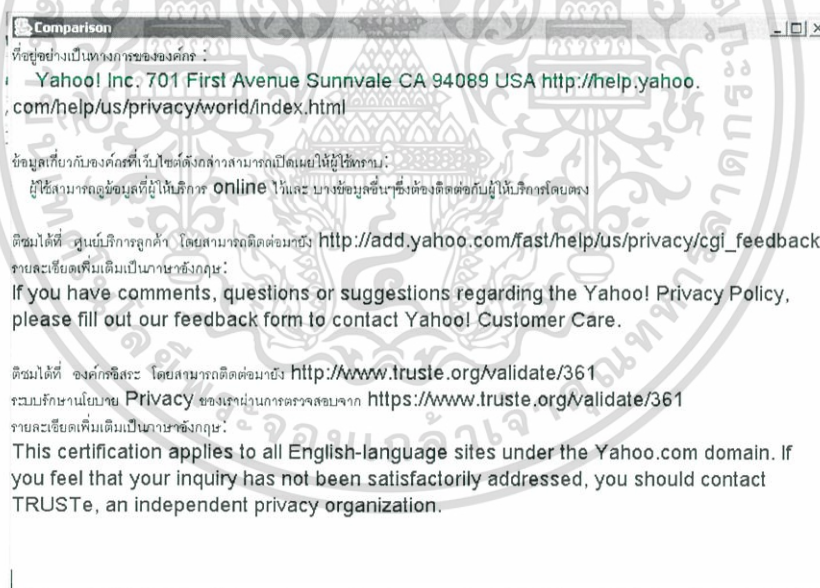 Comparison
ที่อยู่อย่างเป็นทางการขององค์กร :
Yahoo! Inc. 701 First Avenue Sunnvale CA 94089 USA http://help.yahoo.
com/help/us/privacy/world/index.html
ข้อมูลเกี่ยวกับองค์กรที่เว็บไซต์ดังกล่าวสามารถเปิดเผยให้ผู้ใช้ทราบ:
ผู้ใช้สามารถดูข้อมูลที่ผู้ให้บริการ online ไว้และ บางข้อมูลอื่นๆซึ่งต้องติดต่อกับผู้ให้บริการโดยตรง
ติชมได้ที่ ศูนย์บริการลูกค้า โดยสามารถติดต่อมายัง http://add.yahoo.com/fast/help/us/privacy/cgi_feedback
รายละเอียดเพิ่มเติมเป็นภาษาอังกฤษ:
If you have comments, questions or suggestions regarding the Yahoo! Privacy Policy,
please fill out our feedback form to contact Yahoo! Customer Care.
ติชมได้ที่ องค์กรอิสระ โดยสามารถติดต่อมายัง http://www.truste.org/validate/361
ระบบรักษานโยบาย Privacy ของเราผ่านการตรวจสอบจาก https://www.truste.org/validate/361
รายละเอียดเพิ่มเติมเป็นภาษาอังกฤษ:
This certification applies to all English-language sites under the Yahoo.com domain. If
you feel that your inquiry has not been satisfactorily addressed, you should contact
TRUSTe, an independent privacy organization.